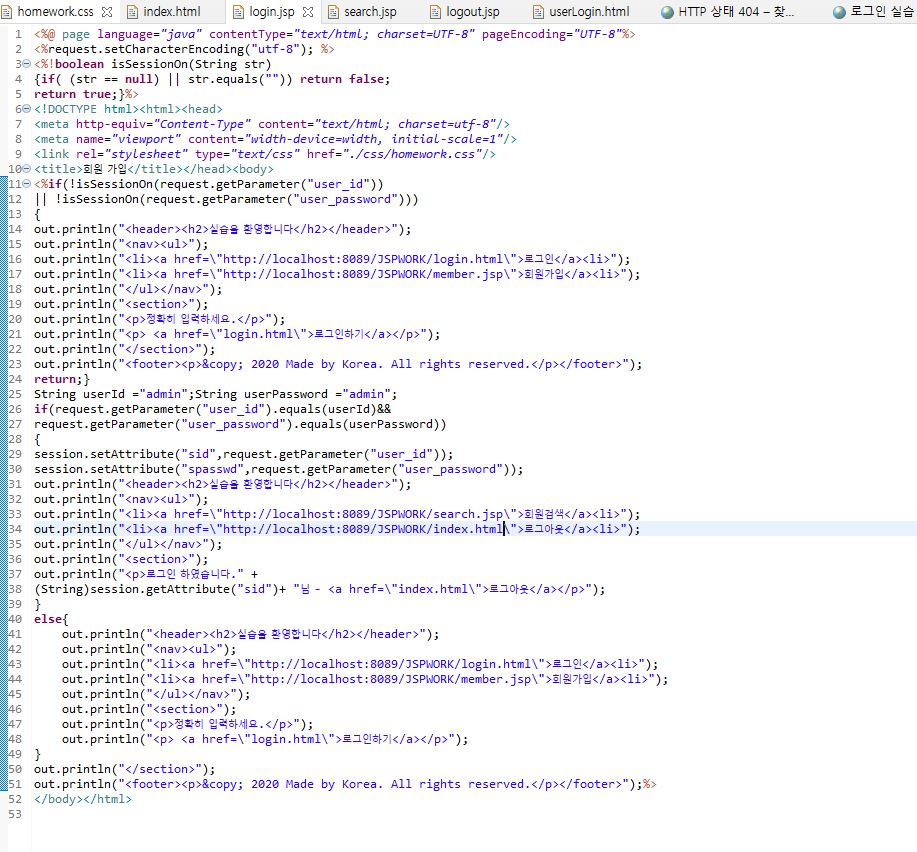 homework.css index.html login.jsp search.jsp logout.jsp userLogin.html HTTP 상태 404 – 찾... 로그인 실습
1 <%@ page language="java" contentType="text/html; charset=UTF-8" pageEncoding="UTF-8"%>
2 <%request.setCharacterEncoding("utf-8"); %>
3 <%!boolean isSessionOn(String str)
4 {if( (str == null) || str.equals("")) return false;
5 return true;}%>
6 <!DOCTYPE html><html><head>
7 <meta http-equiv="Content-Type" content="text/html; charset=utf-8"/>
8 <meta name="viewport" content="width-device=width, initial-scale=1"/>
9 <link rel="stylesheet" type="text/css" href="./css/homework.css"/>
10 <title>회원 가입</title></head><body>
11 <%if(!isSessionOn(request.getParameter("user_id"))
12 || !isSessionOn(request.getParameter("user_password")))
13 {
14 out.println("<header><h2>실습을 환영합니다</h2></header>");
15 out.println("<nav><ul>");
16 out.println("<li><a href=\"http://localhost:8089/JSPWORK/login.html\">로그인</a><li>");
17 out.println("<li><a href=\"http://localhost:8089/JSPWORK/member.jsp\">회원가입</a><li>");
18 out.println("</ul></nav>");
19 out.println("<section>");
20 out.println("<p>정확히 입력하세요.</p>");
21 out.println("<p> <a href=\"login.html\">로그인하기</a></p>");
22 out.println("</section>");
23 out.println("<footer><p>&copy; 2020 Made by Korea. All rights reserved.</p></footer>");
24 return;}
25 String userId ="admin";String userPassword ="admin";
26 if(request.getParameter("user_id").equals(userId)&&
27 request.getParameter("user_password").equals(userPassword))
28 {
29 session.setAttribute("sid",request.getParameter("user_id"));
30 session.setAttribute("spasswd",request.getParameter("user_password"));
31 out.println("<header><h2>실습을 환영합니다</h2></header>");
32 out.println("<nav><ul>");
33 out.println("<li><a href=\"http://localhost:8089/JSPWORK/search.jsp\">회원검색</a><li>");
34 out.println("<li><a href=\"http://localhost:8089/JSPWORK/index.html\">로그아웃</a><li>");
35 out.println("</ul></nav>");
36 out.println("<section>");
37 out.println("<p>로그인 하였습니다." +
38 (String)session.getAttribute("sid")+ "님 - <a href=\"index.html\">로그아웃</a></p>");
39 }
40 else{
41 out.println("<header><h2>실습을 환영합니다</h2></header>");
42 out.println("<nav><ul>");
43 out.println("<li><a href=\"http://localhost:8089/JSPWORK/login.html\">로그인</a><li>");
44 out.println("<li><a href=\"http://localhost:8089/JSPWORK/member.jsp\">회원가입</a><li>");
45 out.println("</ul></nav>");
46 out.println("<section>");
47 out.println("<p>정확히 입력하세요.</p>");
48 out.println("<p> <a href=\"login.html\">로그인하기</a></p>");
49 }
50 out.println("</section>");
51 out.println("<footer><p>&copy; 2020 Made by Korea. All rights reserved.</p></footer>");%>
52 </body></html>
53